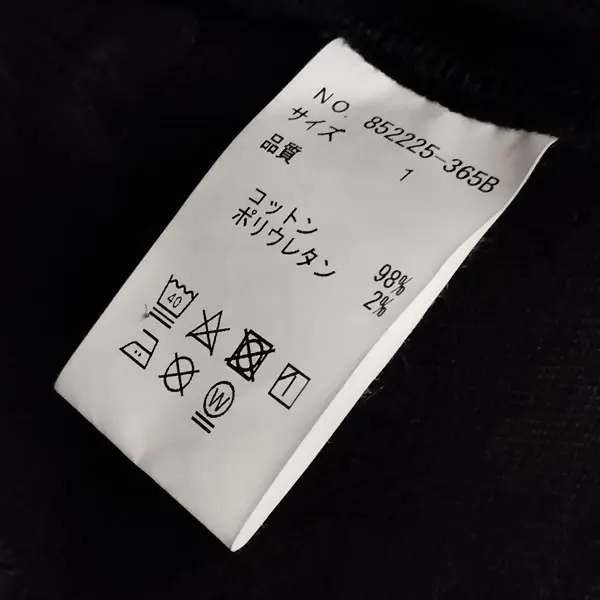 NO. 852225-365B
サイズ 1
品質
コットン 98%
ポリウレタン 2%
40
W